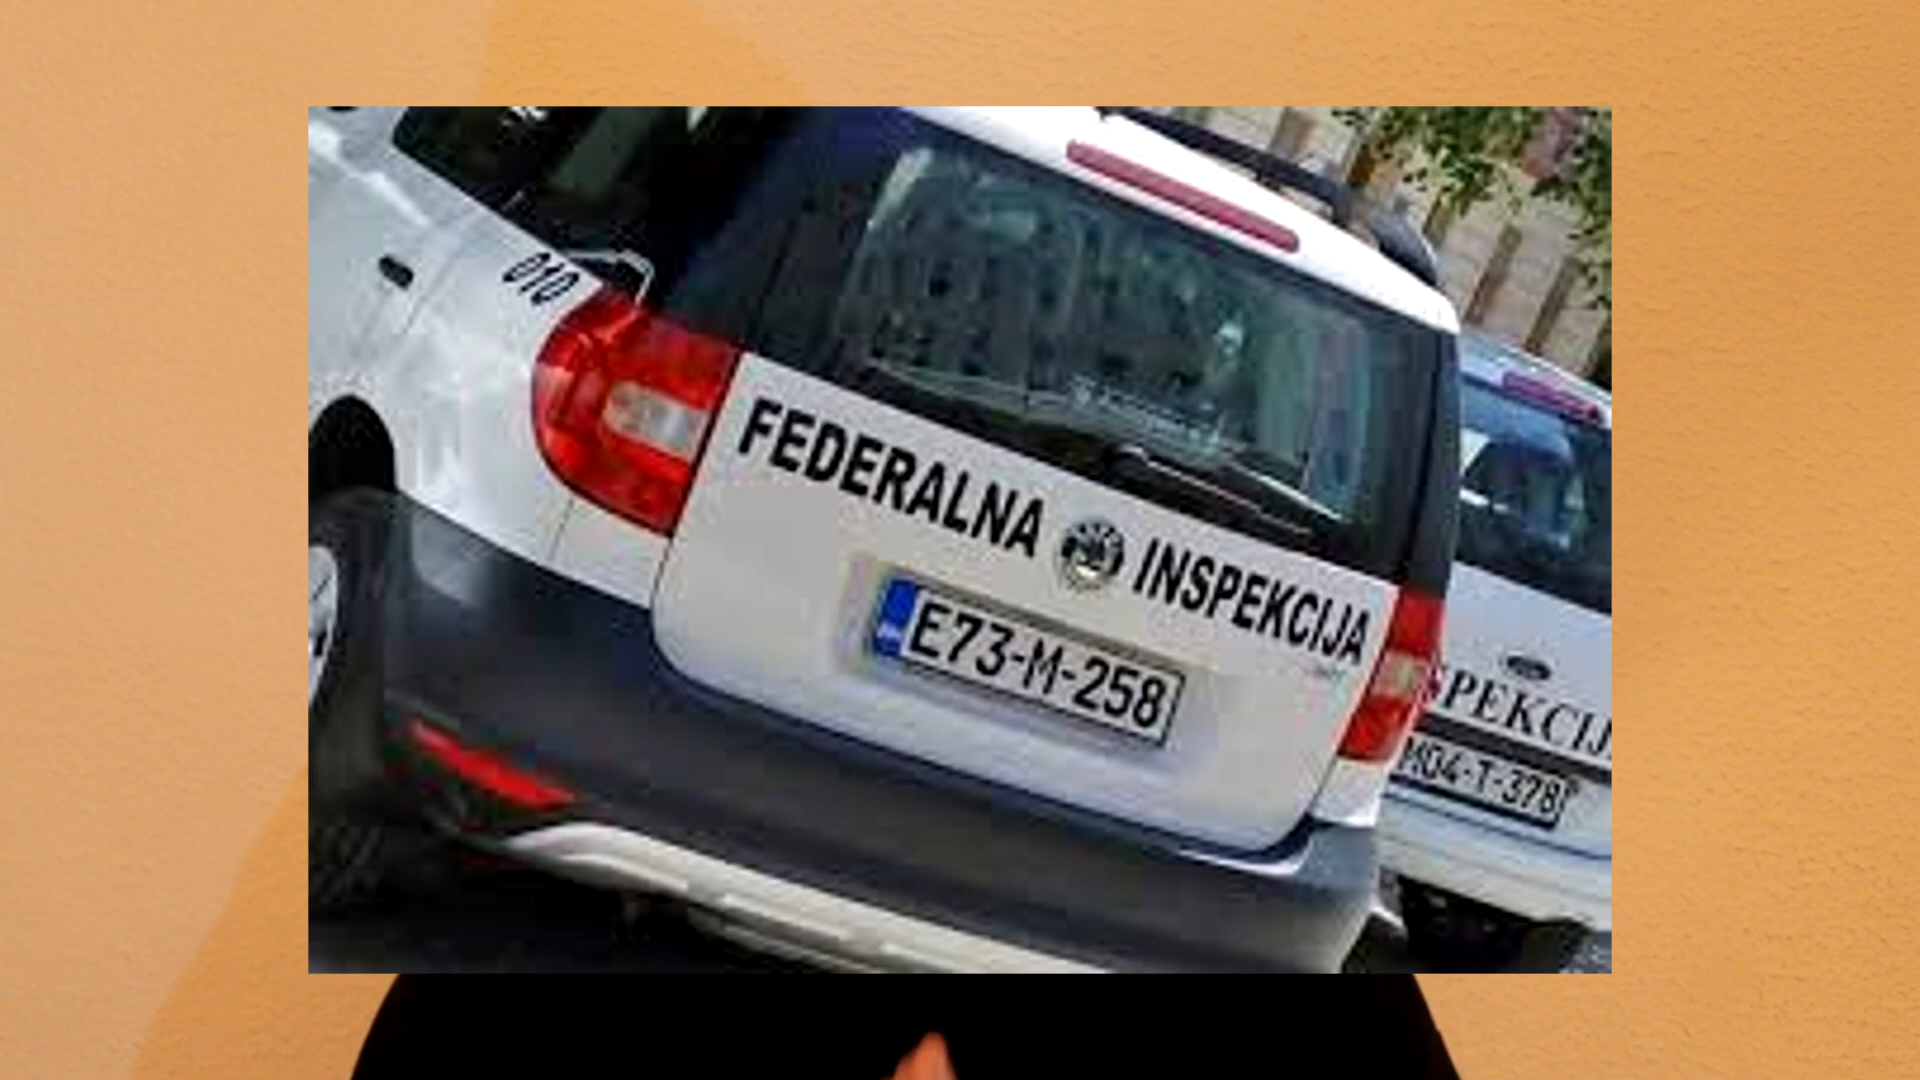 010
FEDERALNA INSPEKCIJA
E73-M-258
SPEKCIJ
M04-T-378